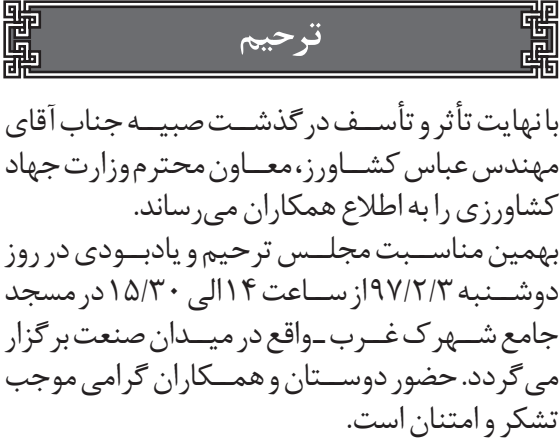 ترحیم
با نهایت تأثر و تأسف درگذشت صبیه جناب آقای
مهندس عباس کشاورز، معاون محترم وزارت جهاد
کشاورزی را به اطلاع همکاران می‌رساند.
بهمین مناسبت مجلس ترحیم و یادبودی در روز
دوشنبه ۹۷/۲/۳ از ساعت ۱۴ الی ۱۵/۳۰ در مسجد
جامع شهرک غرب ـ واقع در میدان صنعت برگزار
می‌گردد. حضور دوستان و همکاران گرامی موجب
تشکر و امتنان است.